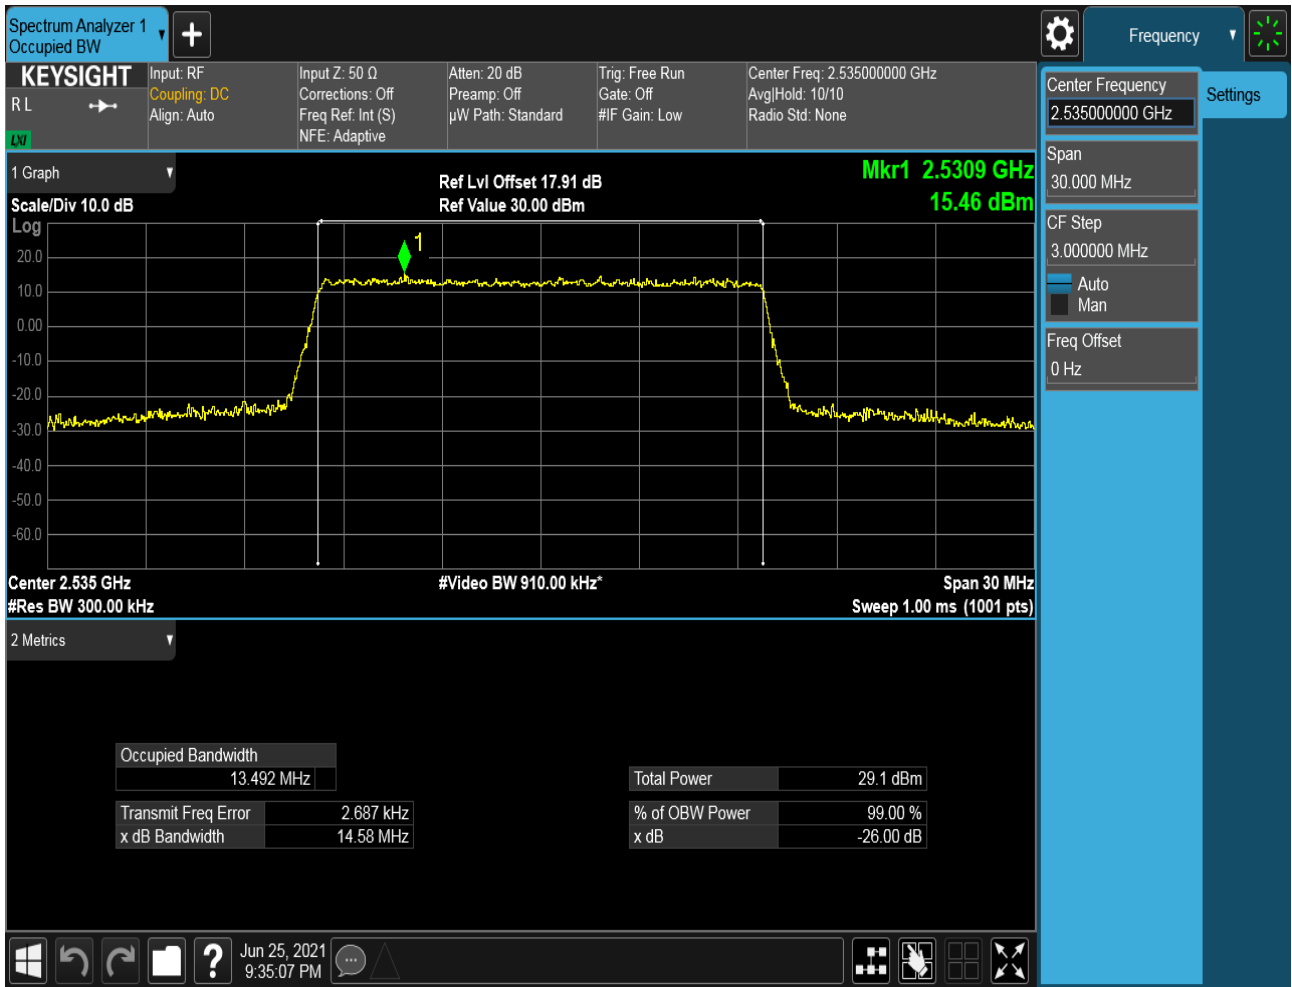 Spectrum Analyzer 1
Occupied BW
Frequency
KEYSIGHT
R L
LXI
Input: RF
Coupling: DC
Align: Auto
Input Z: 50 Ω
Corrections: Off
Freq Ref: Int (S)
NFE: Adaptive
Atten: 20 dB
Preamp: Off
µW Path: Standard
Trig: Free Run
Gate: Off
#IF Gain: Low
Center Freq: 2.535000000 GHz
Avg|Hold: 10/10
Radio Std: None
Center Frequency
2.535000000 GHz
Settings
Span
30.000 MHz
CF Step
3.000000 MHz
Auto
Man
Freq Offset
0 Hz
1 Graph
Scale/Div 10.0 dB
Ref Lvl Offset 17.91 dB
Ref Value 30.00 dBm
Mkr1 2.5309 GHz
15.46 dBm
Log
1
20.0
10.0
0.00
-10.0
-20.0
-30.0
-40.0
-50.0
-60.0
Center 2.535 GHz
#Video BW 910.00 kHz*
Span 30 MHz
#Res BW 300.00 kHz
Sweep 1.00 ms (1001 pts)
2 Metrics
Occupied Bandwidth
13.492 MHz
Total Power 29.1 dBm
Transmit Freq Error 2.687 kHz
% of OBW Power 99.00 %
x dB Bandwidth 14.58 MHz
x dB -26.00 dB
?
Jun 25, 2021
9:35:07 PM